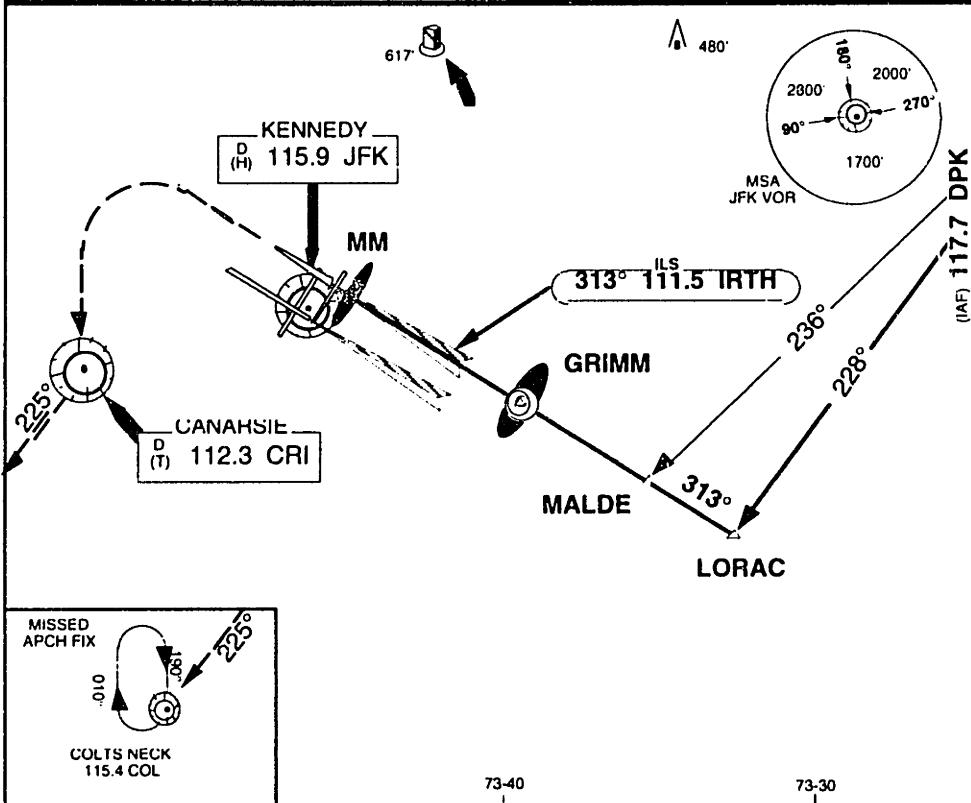 617'
480'
180°
2800'
2000'
90°
270°
1700'
MSA
JFK VOR
KENNEDY
D
(H) 115.9 JFK
MM
ILS
313° 111.5 IRTH
(IAF) 117.7 DPK
236°
228°
GRIMM
225°
CANARSIE
D
(T) 112.3 CRI
MALDE
313°
LORAC
MISSED
APCH FIX
225°
190°
010°
COLTS NECK
115.4 COL
73-40
73-30